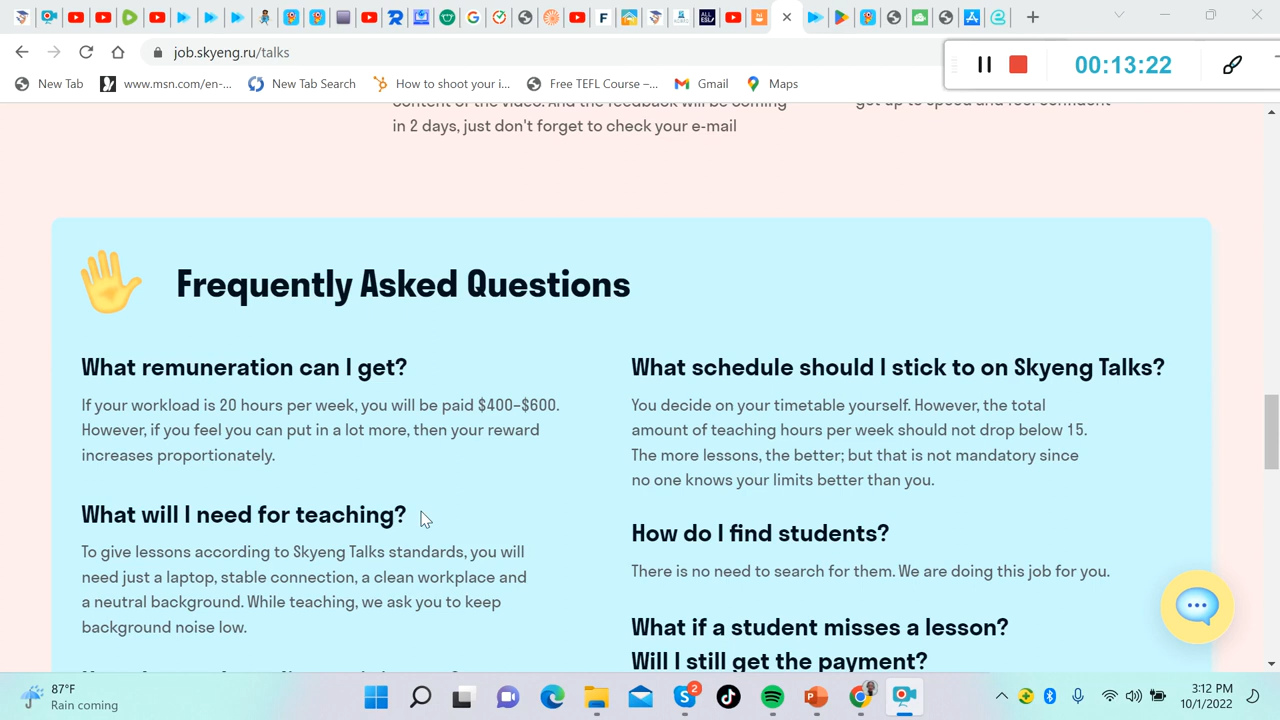 job.skyeng.ru/talks
00:13:22
New Tab
www.msn.com/en-...
New Tab Search
How to shoot your i...
Free TEFL Course –...
Gmail
Maps
in 2 days, just don't forget to check your e-mail
Frequently Asked Questions
What remuneration can I get?
If your workload is 20 hours per week, you will be paid $400–$600.
However, if you feel you can put in a lot more, then your reward
increases proportionately.
What will I need for teaching?
To give lessons according to Skyeng Talks standards, you will
need just a laptop, stable connection, a clean workplace and
a neutral background. While teaching, we ask you to keep
background noise low.
What schedule should I stick to on Skyeng Talks?
You decide on your timetable yourself. However, the total
amount of teaching hours per week should not drop below 15.
The more lessons, the better; but that is not mandatory since
no one knows your limits better than you.
How do I find students?
There is no need to search for them. We are doing this job for you.
What if a student misses a lesson?
Will I still get the payment?
87°F
Rain coming
2
3:12 PM
10/1/2022